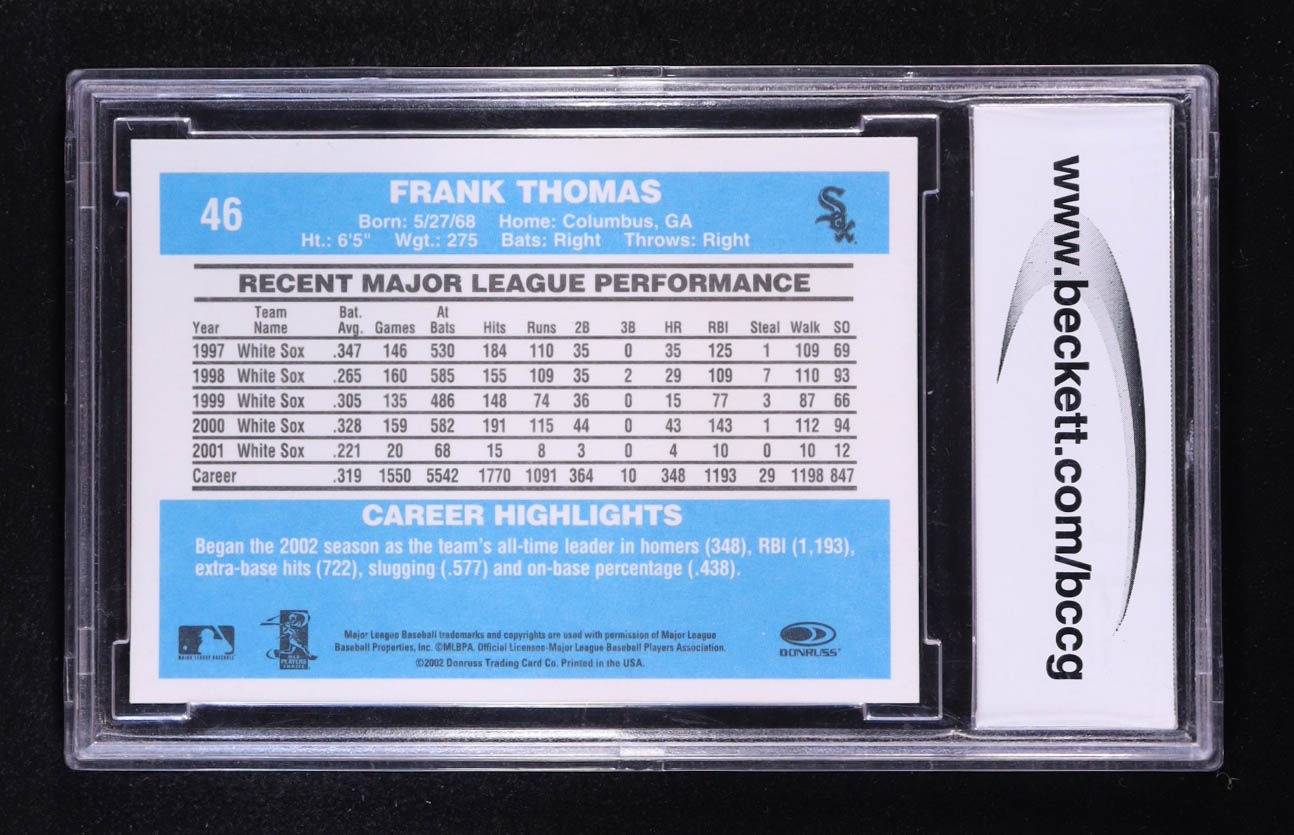 46
FRANK THOMAS
Born: 5/27/68 Home: Columbus, GA
Ht.: 6'5" Wgt.: 275 Bats: Right Throws: Right
Sox
RECENT MAJOR LEAGUE PERFORMANCE
Year Team Name Bat. Avg. Games At Bats Hits Runs 2B 3B HR RBI Steal Walk SO
1997 White Sox .347 146 530 184 110 35 0 35 125 1 109 69
1998 White Sox .265 160 585 155 109 35 2 29 109 7 110 93
1999 White Sox .305 135 486 148 74 36 0 15 77 3 87 66
2000 White Sox .328 159 582 191 115 44 0 43 143 1 112 94
2001 White Sox .221 20 68 15 8 3 0 4 10 0 10 12
Career .319 1550 5542 1770 1091 364 10 348 1193 29 1198 847
CAREER HIGHLIGHTS
Began the 2002 season as the team's all-time leader in homers (348), RBI (1,193),
extra-base hits (722), slugging (.577) and on-base percentage (.438).
MAJOR LEAGUE BASEBALL
MLB
PLAYERS
CHOICE
Major League Baseball trademarks and copyrights are used with permission of Major League
Baseball Properties, Inc. ©MLBPA. Official Licensee-Major League Baseball Players Association.
©2002 Donruss Trading Card Co. Printed in the USA.
DONRUSS
www.beckett.com/bccg